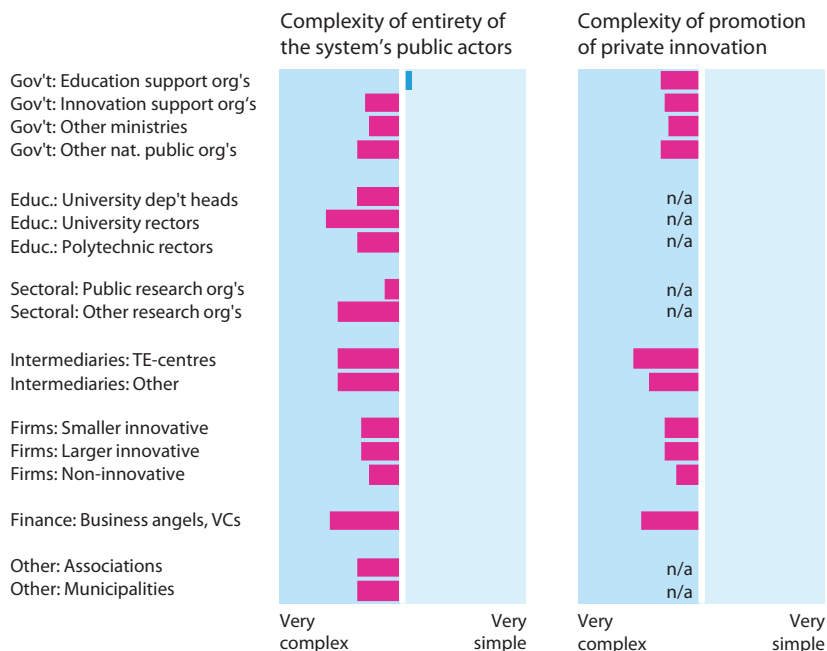 Complexity of entirety of
the system's public actors
Complexity of promotion
of private innovation
Gov't: Education support org's
Gov't: Innovation support org's
Gov't: Other ministries
Gov't: Other nat. public org's
Educ.: University dep't heads n/a
Educ.: University rectors n/a
Educ.: Polytechnic rectors n/a
Sectoral: Public research org's n/a
Sectoral: Other research org's n/a
Intermediaries: TE-centres
Intermediaries: Other
Firms: Smaller innovative
Firms: Larger innovative
Firms: Non-innovative
Finance: Business angels, VCs
Other: Associations n/a
Other: Municipalities n/a
Very Very Very Very
complex simple complex simple